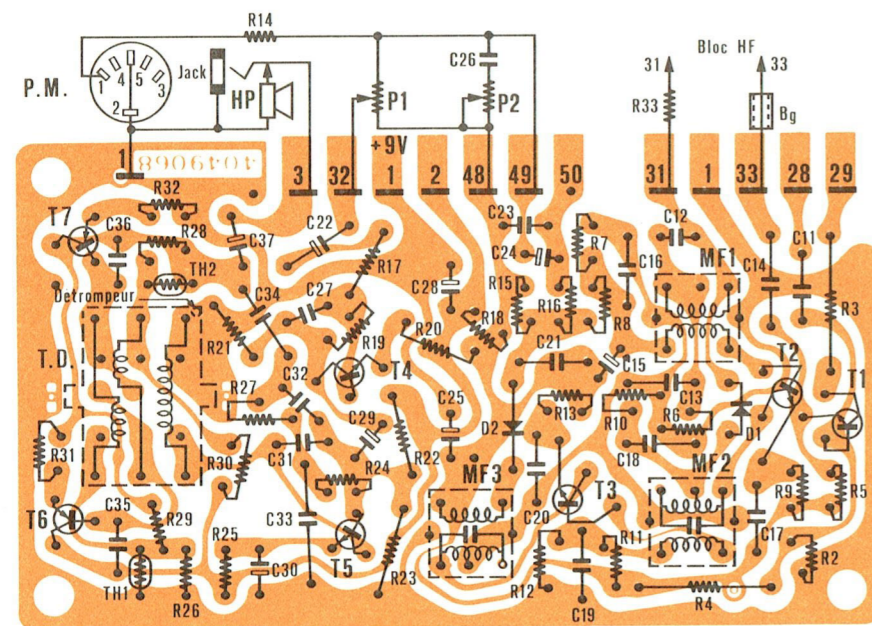 R14
Bloc HF
31
33
C26
Jack
P.M.
1
4
5
3
2
HP
P1
P2
R33
Bg
+9V
1
4049068
3
32
1
2
48
49
50
31
1
33
28
29
R32
T7
C36
R28
C37
C22
C23
C12
R17
C24
R7
C16
MF1
C14
C11
TH2
Détrompeur
C34
C27
C28
R15
R16
R8
R3
R21
R19
R20
R18
T.D.
T4
C21
C15
T2
R27
C32
C13
T1
C25
R13
R10
R6
D1
C29
D2
R31
C31
R22
C18
R30
R24
MF3
MF2
T3
R9
R5
T6
C35
R29
C33
C20
C17
R25
T5
R11
R2
TH1
R26
C30
R23
R12
C19
R4